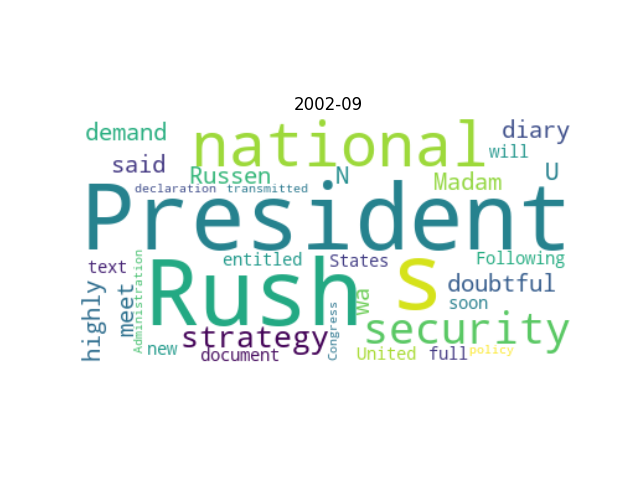 2002-09
demand
national
diary
said
Russen
N
Madam
will
U
declaration
transmitted
President
text
entitled
States
Following
Rush
S
doubtful
highly
meet
Administration
wa
soon
strategy
security
new
document
Congress
United
full
policy